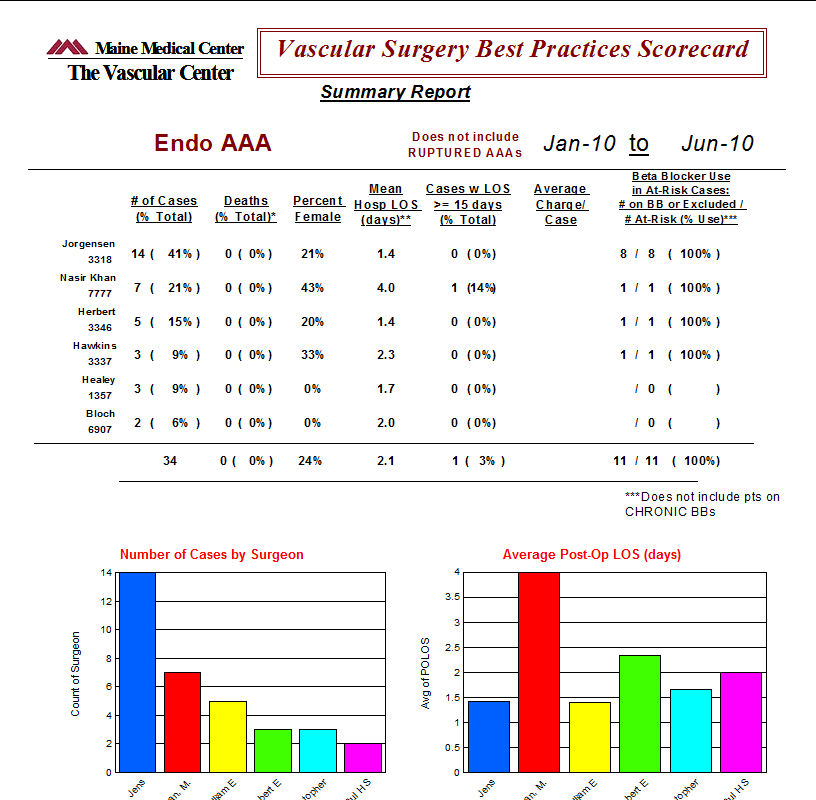 Maine Medical Center
The Vascular Center
Vascular Surgery Best Practices Scorecard
Summary Report
Endo AAA
Does not include
RUPTURED AAAs
Jan-10 to Jun-10
# of Cases
(% Total)
Deaths
(% Total)*
Percent
Female
Mean
Hosp LOS
(days)**
Cases w LOS
>= 15 days
(% Total)
Average
Charge/
Case
Beta Blocker Use
in At-Risk Cases:
# on BB or Excluded /
# At-Risk (% Use)***
Jorgensen
3318
14 ( 41% ) 0 ( 0% ) 21% 1.4 0 ( 0%) 8 / 8 ( 100% )
Nasir Khan
7777
7 ( 21% ) 0 ( 0% ) 43% 4.0 1 (14%) 1 / 1 ( 100% )
Herbert
3346
5 ( 15% ) 0 ( 0% ) 20% 1.4 0 ( 0%) 1 / 1 ( 100% )
Hawkins
3337
3 ( 9% ) 0 ( 0% ) 33% 2.3 0 ( 0%) 1 / 1 ( 100% )
Healey
1357
3 ( 9% ) 0 ( 0% ) 0% 1.7 0 ( 0%) / 0 ( )
Bloch
6907
2 ( 6% ) 0 ( 0% ) 0% 2.0 0 ( 0%) / 0 ( )
34 0 ( 0% ) 24% 2.1 1 ( 3% ) 11 / 11 ( 100%)
***Does not include pts on
CHRONIC BBs
Number of Cases by Surgeon
14
12
10
8
6
4
2
0
Count of Surgeon
Jens
an. M.
lliam E
bert E
topher
ul H S
Average Post-Op LOS (days)
4
3.5
3
2.5
2
1.5
1
0.5
0
Avg of POLOS
Jens
an. M.
lliam E
bert E
topher
ul H S